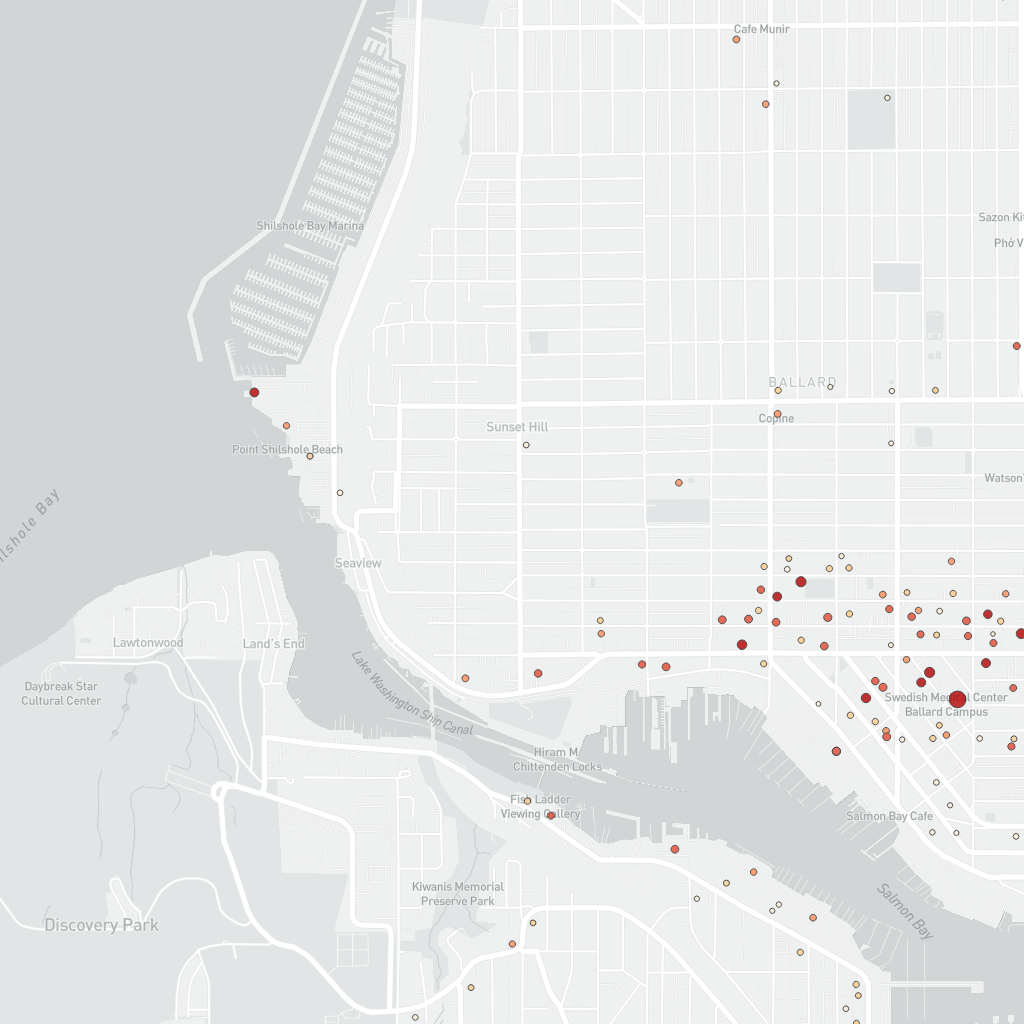 Cafe Munir
Shilshole Bay Marina
Sazon Kit
Phở V
BALLARD
Copine
Sunset Hill
Point Shilshole Beach
Watson'
ilshole Bay
Seaview
Lawtonwood
Land's End
Daybreak Star
Cultural Center
Lake Washington Ship Canal
Swedish Medical Center
Ballard Campus
Hiram M.
Chittenden Locks
Fish Ladder
Viewing Gallery
Salmon Bay Cafe
Kiwanis Memorial
Preserve Park
Salmon Bay
Discovery Park